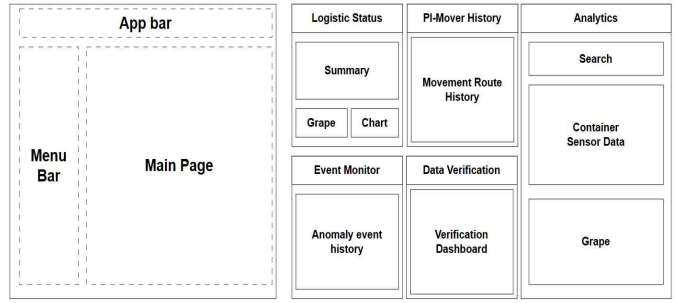 App bar
Menu
Bar
Main Page
Logistic Status
Summary
Grape
Chart
PI-Mover History
Movement Route
History
Analytics
Search
Container
Sensor Data
Grape
Event Monitor
Anomaly event
history
Data Verification
Verification
Dashboard